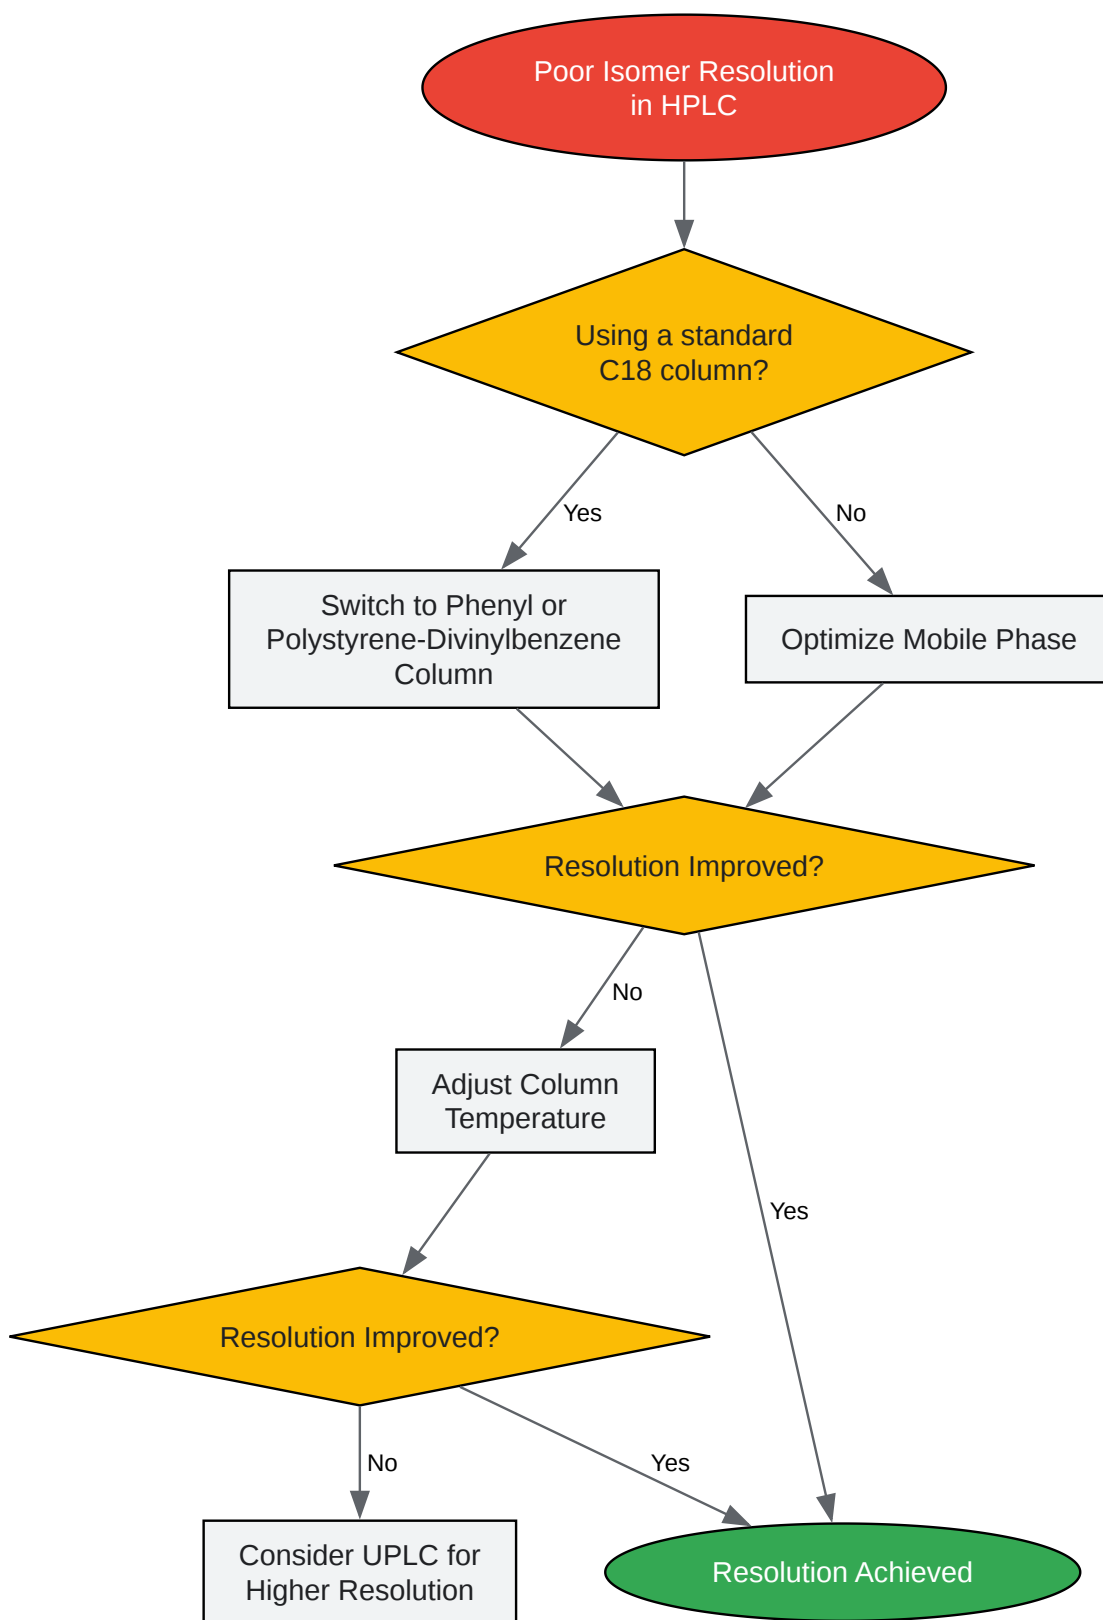 Poor Isomer Resolution
in HPLC
Using a standard
C18 column?
Yes
No
Switch to Phenyl or
Polystyrene-Divinylbenzene
Column
Optimize Mobile Phase
Resolution Improved?
No
Adjust Column
Temperature
Yes
Resolution Improved?
No
Yes
Consider UPLC for
Higher Resolution
Resolution Achieved